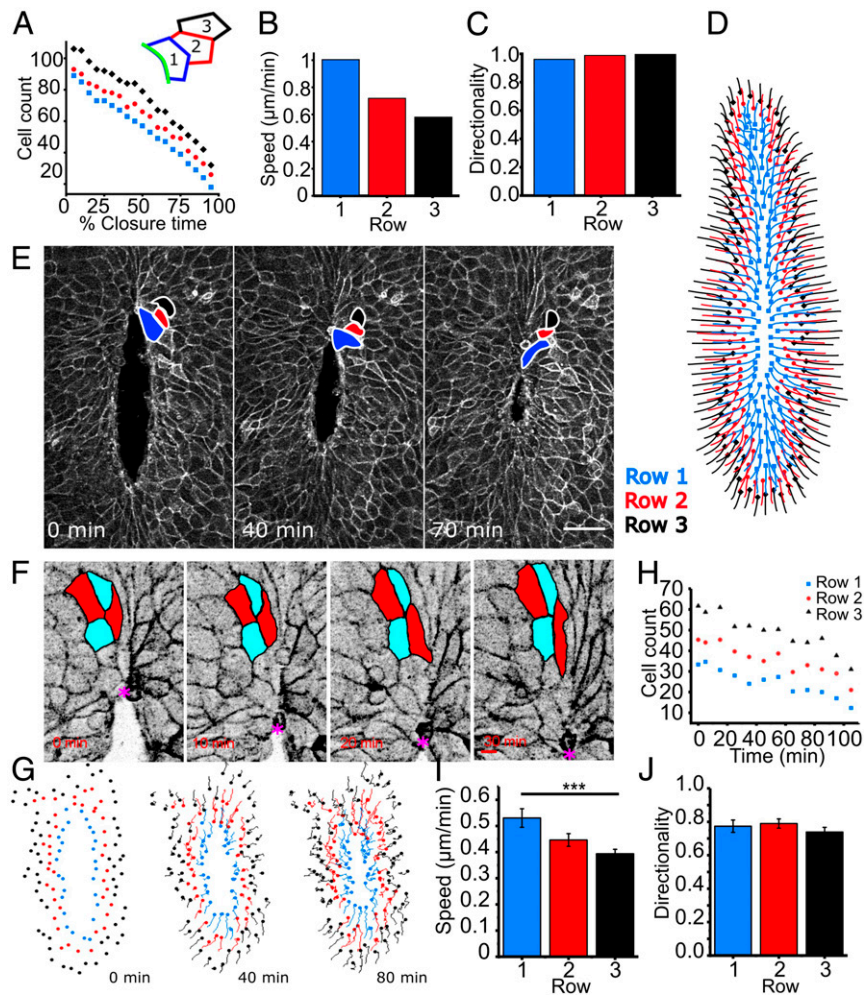 A
3
2
1
Cell count
100
80
60
40
20
0
25
50
75
100
% Closure time
B
Speed (µm/min)
1
0.8
0.6
0.4
0.2
0
1 2 3
Row
C
Directionality
1.0
0.8
0.6
0.4
0.2
0.0
1 2 3
Row
D
E
0 min
40 min
70 min
Row 1
Row 2
Row 3
F
0 min
10 min
20 min
30 min
* * * *
H
Row 1
Row 2
Row 3
Cell count
70
60
50
40
30
20
10
0 20 40 60 80 100
Time (min)
G
0 min
40 min
80 min
I
***
Speed (µm/min)
0.6
0.5
0.4
0.3
0.2
0.1
0
1 2 3
Row
J
Directionality
1.0
0.8
0.6
0.4
0.2
0.0
1 2 3
Row